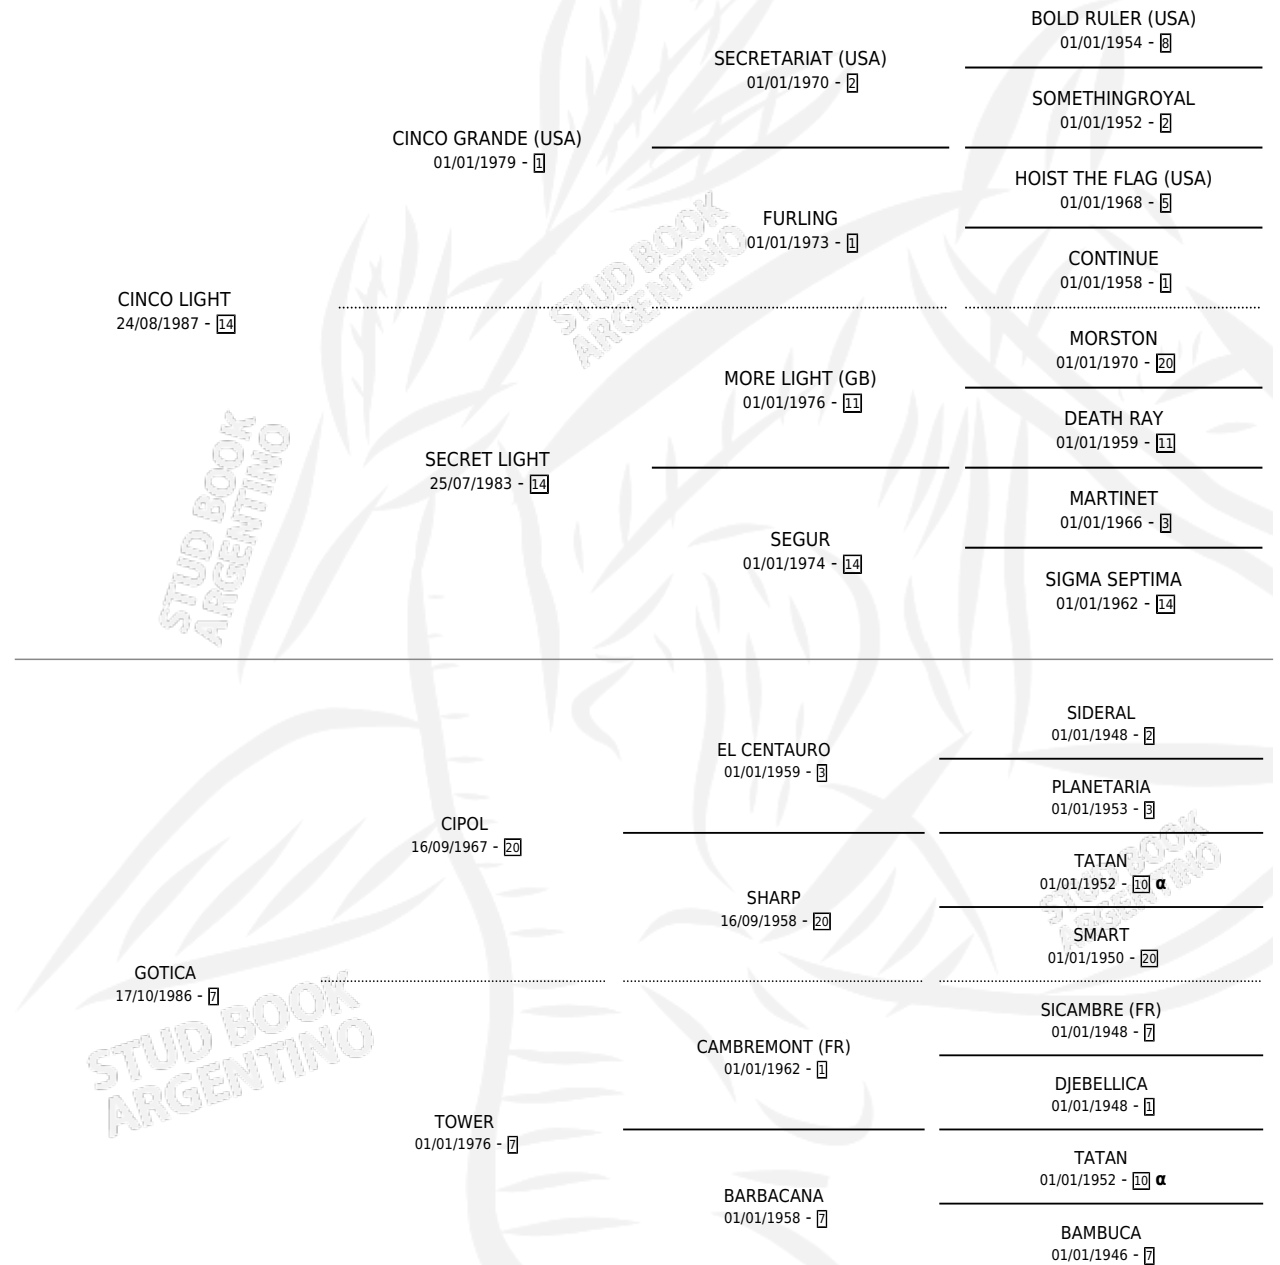 BOLD RULER (USA)
01/01/1954 - 8
SECRETARIAT (USA)
01/01/1970 - 2
SOMETHINGROYAL
01/01/1952 - 2
CINCO GRANDE (USA)
01/01/1979 - 1
HOIST THE FLAG (USA)
01/01/1968 - 5
FURLING
01/01/1973 - 1
CONTINUE
01/01/1958 - 1
CINCO LIGHT
24/08/1987 - 14
MORSTON
01/01/1970 - 20
MORE LIGHT (GB)
01/01/1976 - 11
DEATH RAY
01/01/1959 - 11
SECRET LIGHT
25/07/1983 - 14
MARTINET
01/01/1966 - 3
SEGUR
01/01/1974 - 14
SIGMA SEPTIMA
01/01/1962 - 14
SIDERAL
01/01/1948 - 2
EL CENTAURO
01/01/1959 - 3
PLANETARIA
01/01/1953 - 3
CIPOL
16/09/1967 - 20
TATAN
01/01/1952 - 10 α
SHARP
16/09/1958 - 20
SMART
01/01/1950 - 20
GOTICA
17/10/1986 - 7
SICAMBRE (FR)
01/01/1948 - 7
CAMBREMONT (FR)
01/01/1962 - 1
DJEBELLICA
01/01/1948 - 1
TOWER
01/01/1976 - 7
TATAN
01/01/1952 - 10 α
BARBACANA
01/01/1958 - 7
BAMBUCA
01/01/1946 - 7
STUD BOOK
ARGENTINO
STUD BOOK
ARGENTINO
STUD BOOK
ARGENTINO
STUD BOOK
ARGENTINO